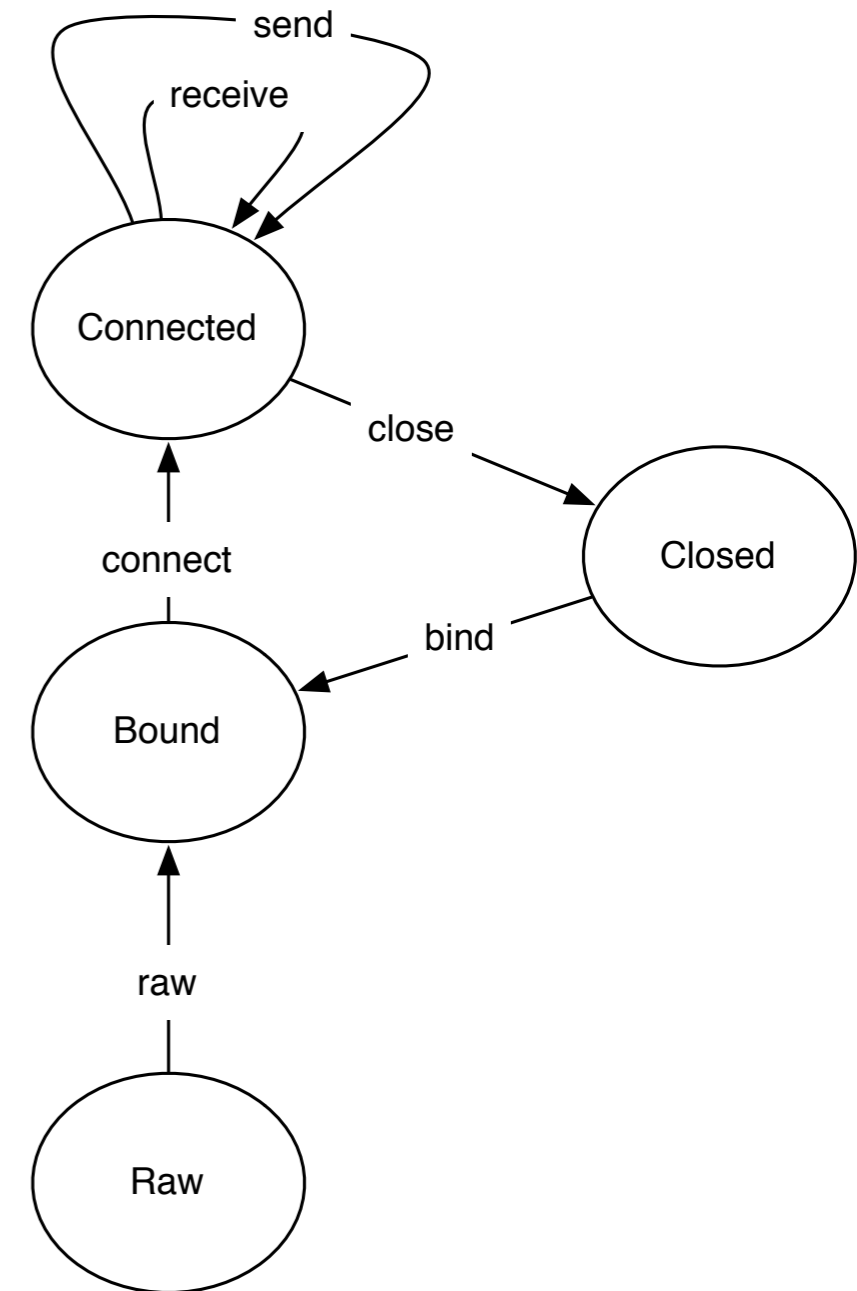 send
receive
Connected
close
Closed
connect
bind
Bound
raw
Raw